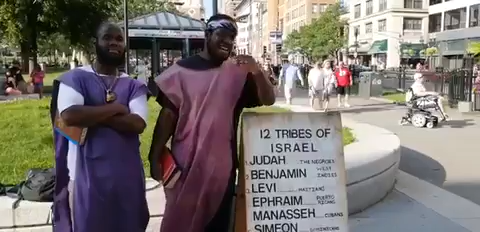 12 TRIBES OF
ISRAEL
JUDAH THE NEGROES
BENJAMIN WEST INDIES
LEVI HAITIANS
EPHRAIM PUERTO RICANS
MANASSEH CUBANS
SIMEON